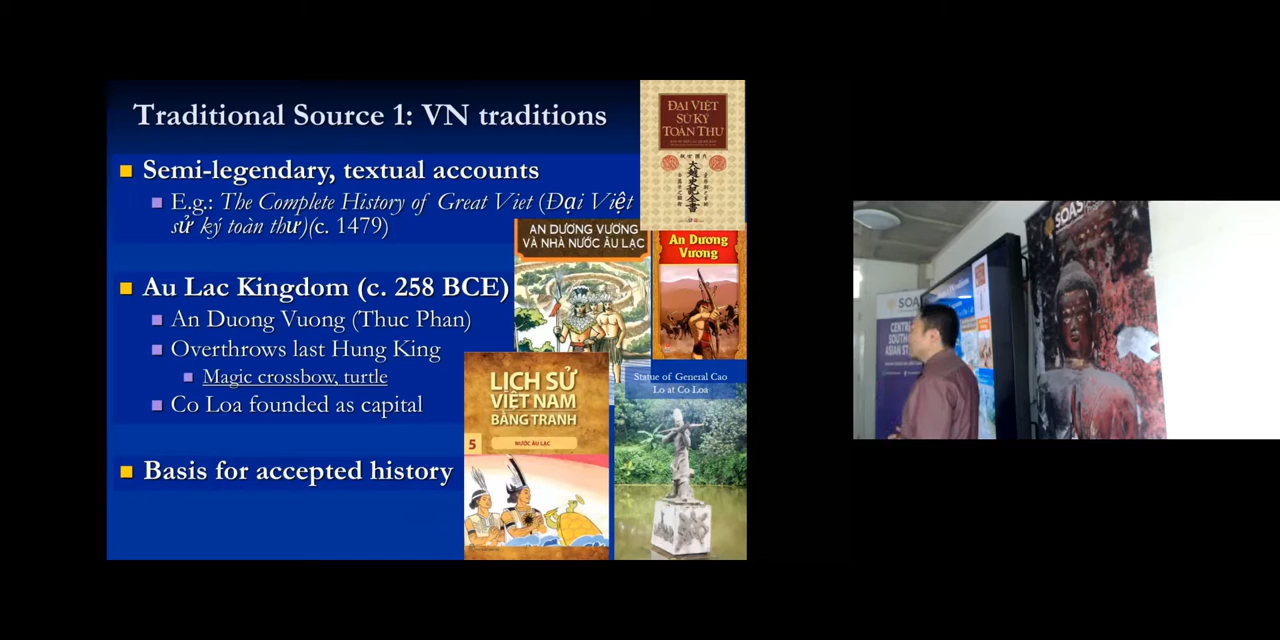 Traditional Source 1: VN traditions
Semi-legendary, textual accounts
E.g.: The Complete History of Great Viet (Đại Việt
sử ký toàn thư)(c. 1479)
Au Lac Kingdom (c. 258 BCE)
An Duong Vuong (Thuc Phan)
Overthrows last Hung King
Magic crossbow, turtle
Co Loa founded as capital
Basis for accepted history
ĐẠI VIỆT
SỬ KÝ
TOÀN THƯ
大越史記全書
AN DƯƠNG VƯƠNG
VÀ NHÀ NƯỚC ÂU LẠC
An Dương
Vương
LỊCH SỬ
VIỆT NAM
BẰNG TRANH
5
NƯỚC ÂU LẠC
Statue of General Cao
Lo at Co Loa
SOAS
SOAS